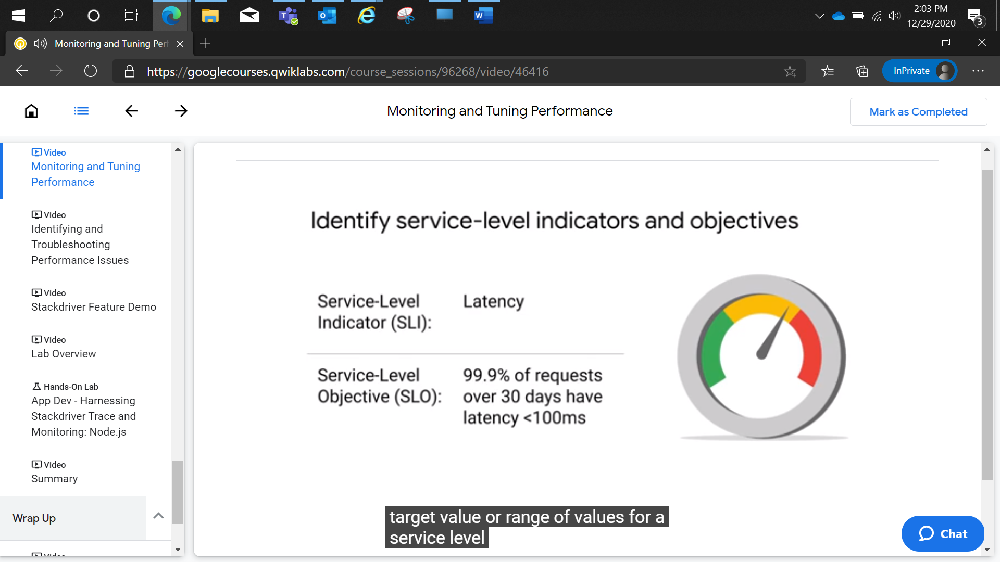 2:03 PM
12/29/2020
3
Monitoring and Tuning Perf
https://googlecourses.qwiklabs.com/course_sessions/96268/video/46416
InPrivate
Monitoring and Tuning Performance
Mark as Completed
Video
Monitoring and Tuning
Performance
Video
Identifying and
Troubleshooting
Performance Issues
Video
Stackdriver Feature Demo
Video
Lab Overview
Hands-On Lab
App Dev - Harnessing
Stackdriver Trace and
Monitoring: Node.js
Video
Summary
Wrap Up
Video
Identify service-level indicators and objectives
Service-Level
Indicator (SLI):
Latency
Service-Level
Objective (SLO):
99.9% of requests
over 30 days have
latency <100ms
target value or range of values for a
service level
Chat